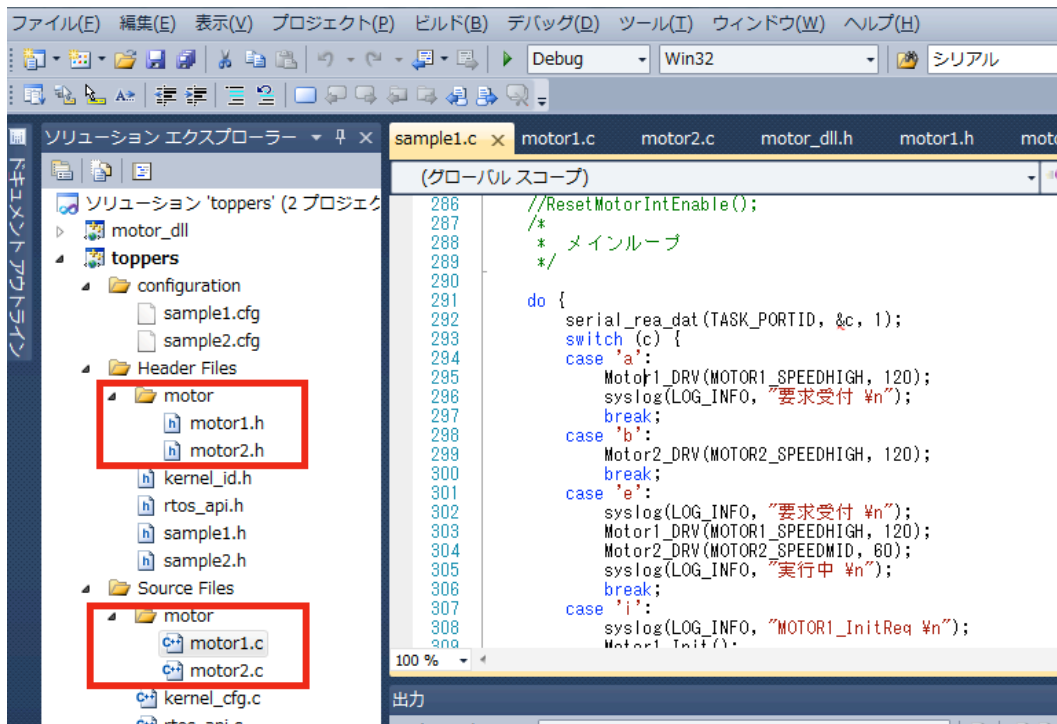 ファイル(F) 編集(E) 表示(V) プロジェクト(P) ビルド(B) デバッグ(D) ツール(T) ウィンドウ(W) ヘルプ(H)
Debug Win32 シリアル
ソリューション エクスプローラー
sample1.c motor1.c motor2.c motor_dll.h motor1.h
ドキュメント アウトライン
(グローバル スコープ)
ソリューション 'toppers' (2 プロジェク
motor_dll
toppers
configuration
sample1.cfg
sample2.cfg
Header Files
motor
motor1.h
motor2.h
kernel_id.h
rtos_api.h
sample1.h
sample2.h
Source Files
motor
motor1.c
motor2.c
kernel_cfg.c
rtos_api.c
286 //ResetMotorIntEnable();
287 /*
288 * メインループ
289 */
290
291 do {
292 serial_rea_dat(TASK_PORTID, &c, 1);
293 switch (c) {
294 case 'a':
295 Motor1_DRV(MOTOR1_SPEEDHIGH, 120);
296 syslog(LOG_INFO, "要求受付 ¥n");
297 break;
298 case 'b':
299 Motor2_DRV(MOTOR2_SPEEDHIGH, 120);
300 break;
301 case 'e':
302 syslog(LOG_INFO, "要求受付 ¥n");
303 Motor1_DRV(MOTOR1_SPEEDHIGH, 120);
304 Motor2_DRV(MOTOR2_SPEEDMID, 60);
305 syslog(LOG_INFO, "実行中 ¥n");
306 break;
307 case 'i':
308 syslog(LOG_INFO, "MOTOR1_InitReq ¥n");
309 Motor1_Init();
100 %
出力